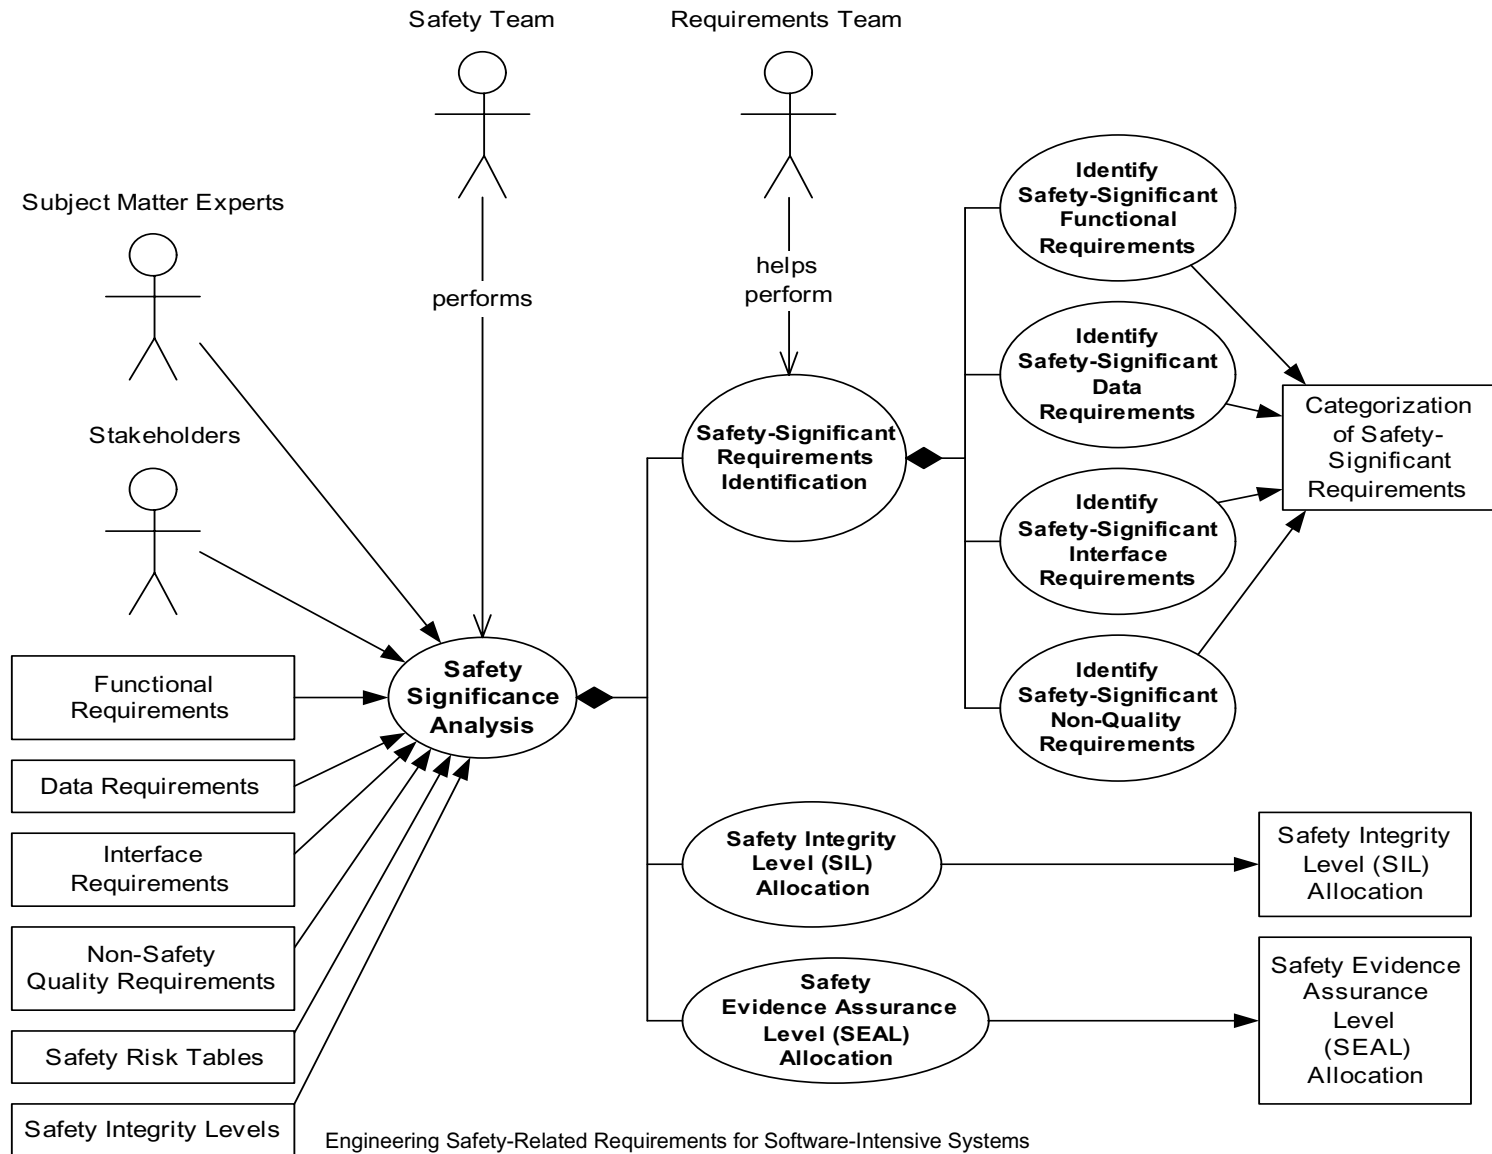 Safety Team
Requirements Team
Subject Matter Experts
Stakeholders
performs
helps
perform
Functional
Requirements
Data Requirements
Interface
Requirements
Non-Safety
Quality Requirements
Safety Risk Tables
Safety Integrity Levels
Safety
Significance
Analysis
Safety-Significant
Requirements
Identification
Identify
Safety-Significant
Functional
Requirements
Identify
Safety-Significant
Data
Requirements
Identify
Safety-Significant
Interface
Requirements
Identify
Safety-Significant
Non-Quality
Requirements
Categorization
of Safety-
Significant
Requirements
Safety Integrity
Level (SIL)
Allocation
Safety Integrity
Level (SIL)
Allocation
Safety
Evidence Assurance
Level (SEAL)
Allocation
Safety Evidence
Assurance
Level
(SEAL)
Allocation
Engineering Safety-Related Requirements for Software-Intensive Systems